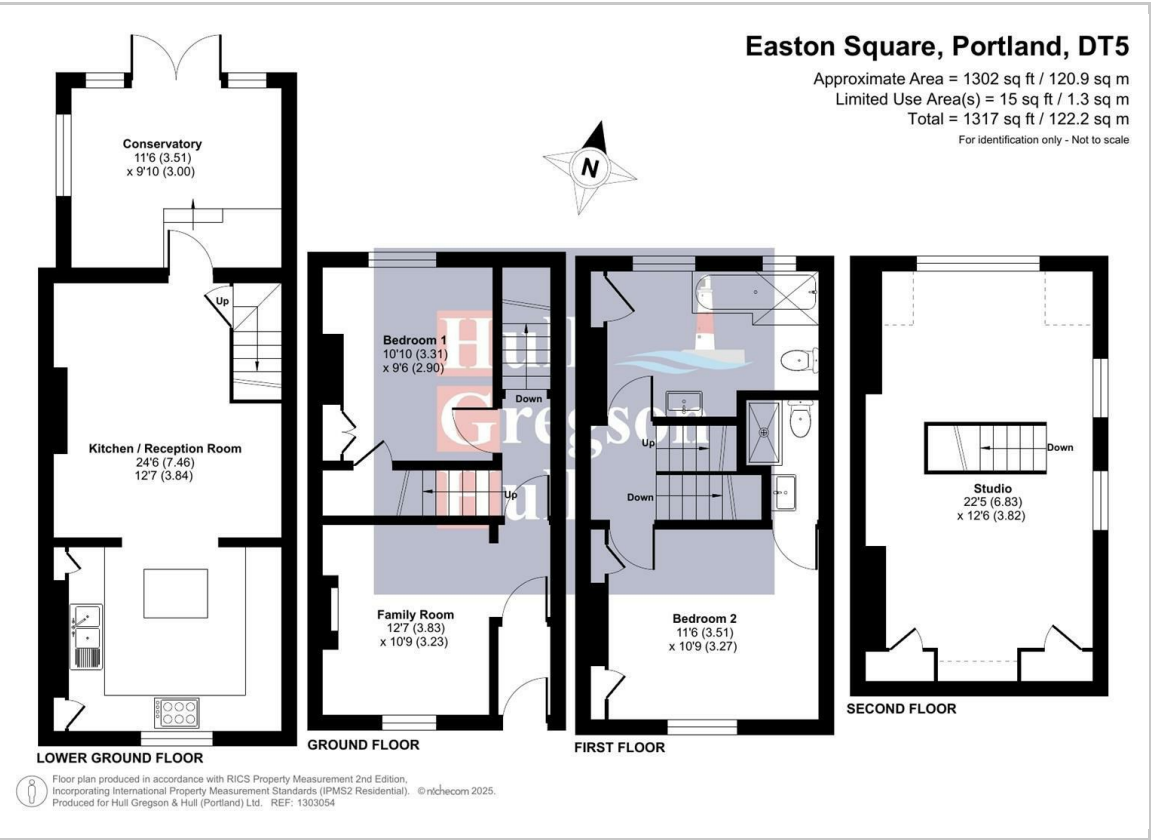 Easton Square, Portland, DT5
Approximate Area = 1302 sq ft / 120.9 sq m
Limited Use Area(s) = 15 sq ft / 1.3 sq m
Total = 1317 sq ft / 122.2 sq m
For identification only - Not to scale
N
Conservatory
11'6 (3.51)
x 9'10 (3.00)
Up
Kitchen / Reception Room
24'6 (7.46)
12'7 (3.84)
LOWER GROUND FLOOR
Bedroom 1
10'10 (3.31)
x 9'6 (2.90)
Down
Up
Family Room
12'7 (3.83)
x 10'9 (3.23)
GROUND FLOOR
Up
Down
Bedroom 2
11'6 (3.51)
x 10'9 (3.27)
FIRST FLOOR
Down
Studio
22'5 (6.83)
x 12'6 (3.82)
SECOND FLOOR
Hull
Gregson
Hull
Floor plan produced in accordance with RICS Property Measurement 2nd Edition,
Incorporating International Property Measurement Standards (IPMS2 Residential). © nichecom 2025.
Produced for Hull Gregson & Hull (Portland) Ltd. REF: 1303054